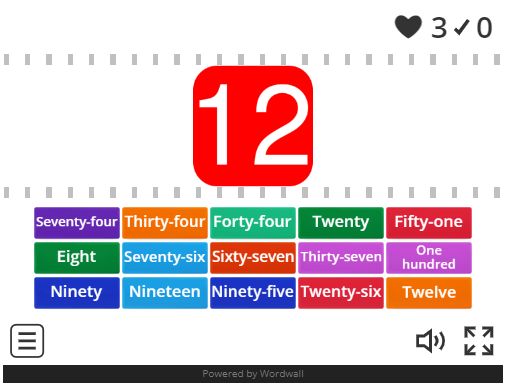 3 ✓ 0
12
Seventy-four Thirty-four Forty-four Twenty Fifty-one
Eight Seventy-six Sixty-seven Thirty-seven One hundred
Ninety Nineteen Ninety-five Twenty-six Twelve
Powered by Wordwall